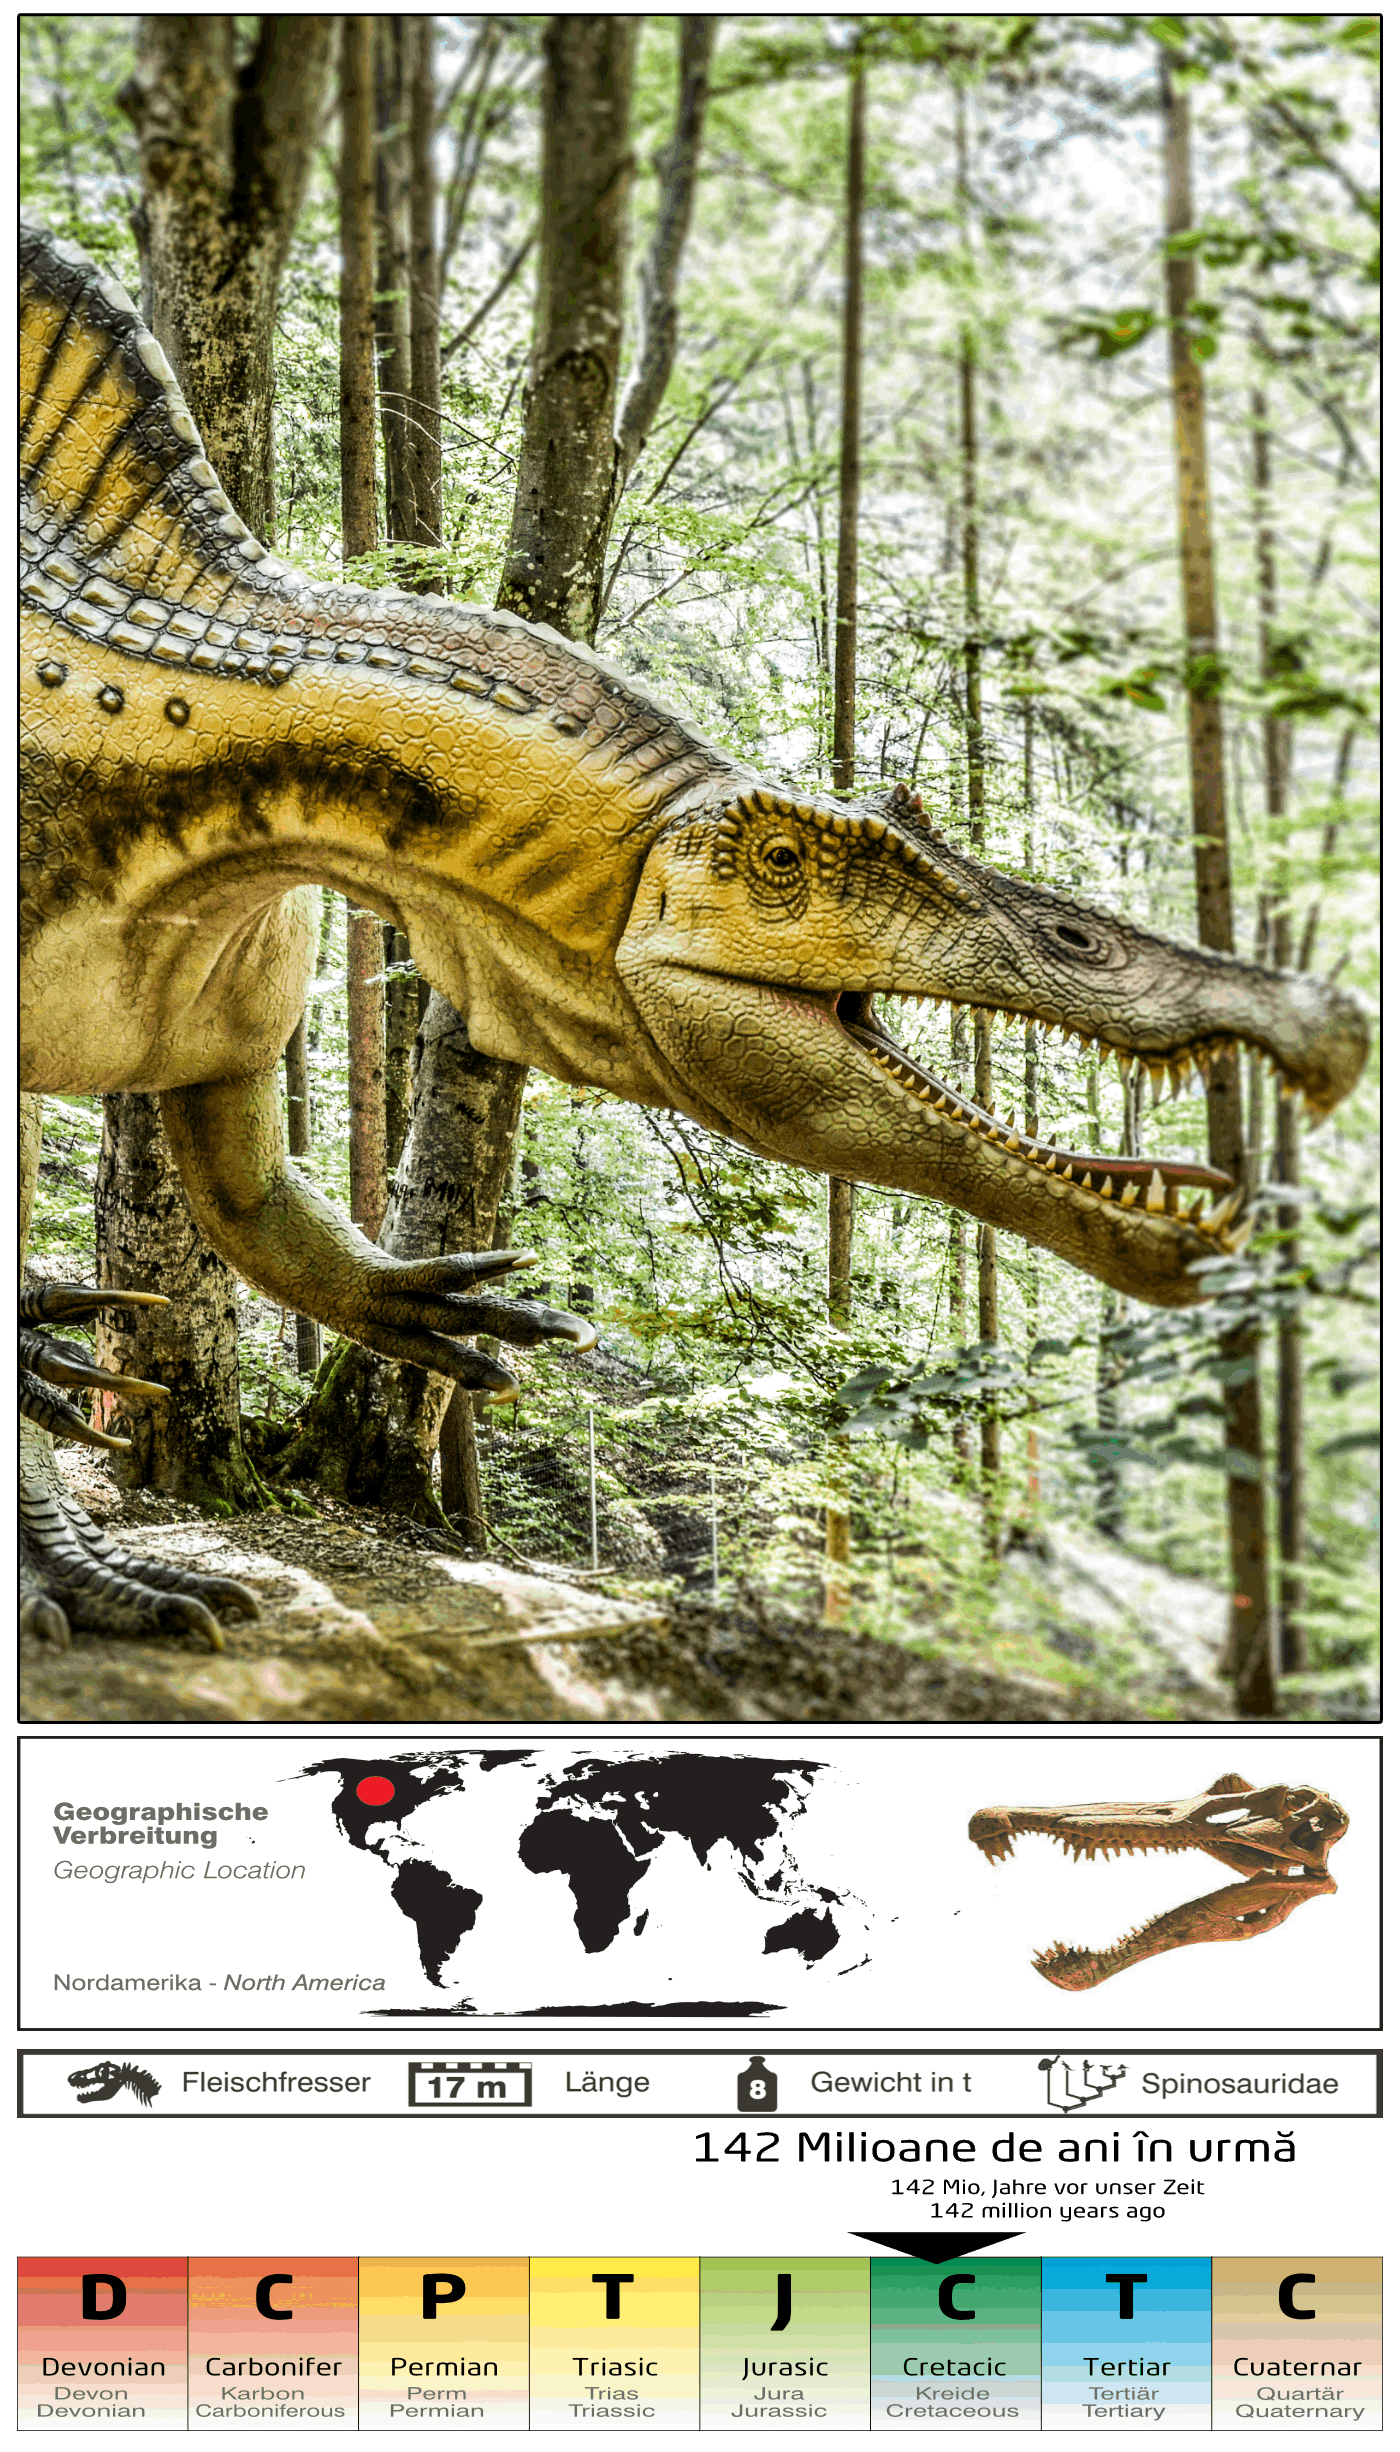 Geographische
Verbreitung
Geographic Location
Nordamerika - North America
Fleischfresser
17 m
Länge
8
Gewicht in t
Spinosauridae
142 Milioane de ani în urmă
142 Mio, Jahre vor unser Zeit
142 million years ago
D C P T J C T C
Devonian Carbonifer Permian Triasic Jurasic Cretacic Tertiar Cuaternar
Devon Karbon Perm Trias Jura Kreide Tertiär Quartär
Devonian Carboniferous Permian Triassic Jurassic Cretaceous Tertiary Quaternary